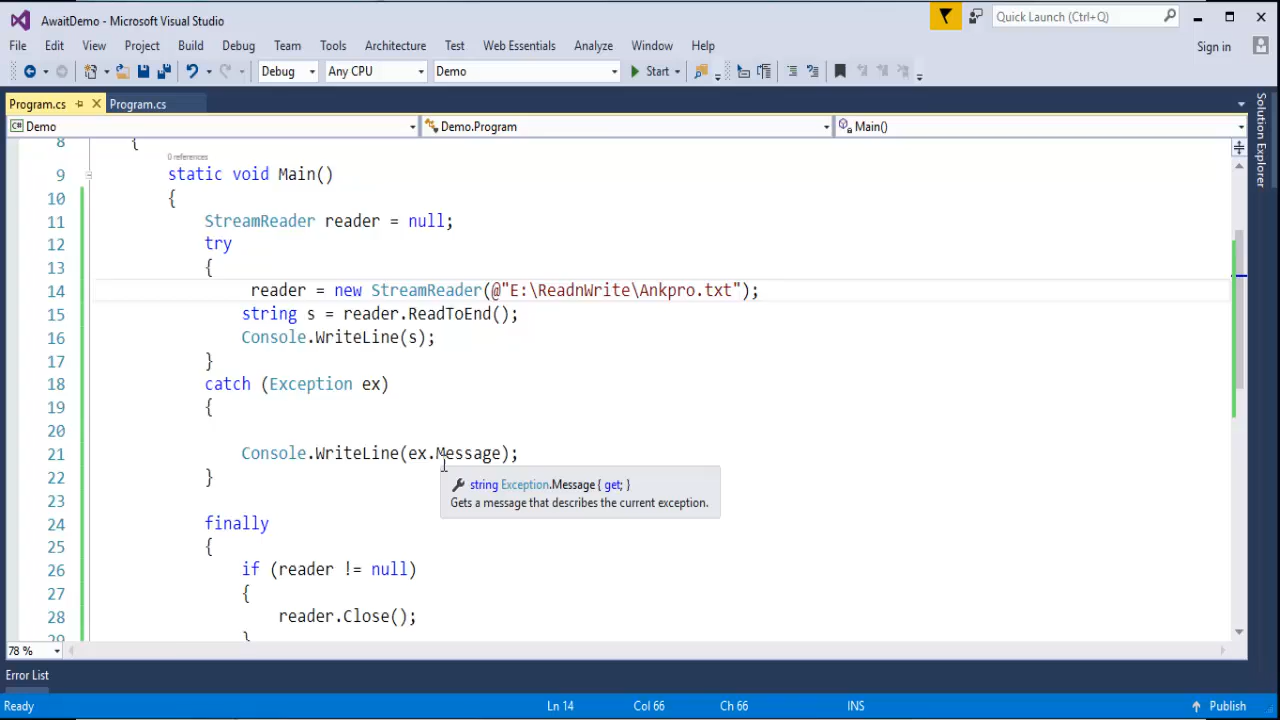 AwaitDemo - Microsoft Visual Studio
Quick Launch (Ctrl+Q)
File Edit View Project Build Debug Team Tools Architecture Test Web Essentials Analyze Window Help
Sign in
Debug Any CPU Demo Start
Program.cs Program.cs
Demo Demo.Program Main()
Solution Explorer
8 {
0 references
9 static void Main()
10 {
11 StreamReader reader = null;
12 try
13 {
14 reader = new StreamReader(@"E:\ReadnWrite\Ankpro.txt");
15 string s = reader.ReadToEnd();
16 Console.WriteLine(s);
17 }
18 catch (Exception ex)
19 {
20
21 Console.WriteLine(ex.Message);
string Exception.Message { get; }
Gets a message that describes the current exception.
22 }
23
24 finally
25 {
26 if (reader != null)
27 {
28 reader.Close();
29 }
78 %
Error List
Ready Ln 14 Col 66 Ch 66 INS Publish